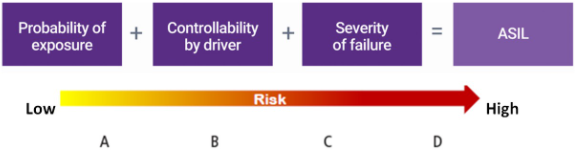 Probability of
exposure
+
Controllability
by driver
+
Severity
of failure
=
ASIL
Low
Risk
High
A B C D